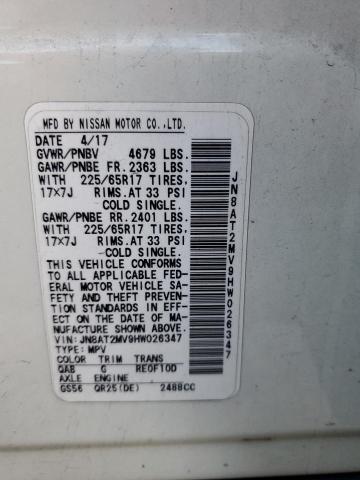 MFD BY NISSAN MOTOR CO.,LTD.
DATE 4/17
GVWR/PNBV 4679 LBS.
GAWR/PNBE FR. 2363 LBS.
WITH 225/65R17 TIRES,
17×7J RIMS.AT 33 PSI
COLD SINGLE.
GAWR/PNBE RR. 2401 LBS.
WITH 225/65R17 TIRES,
17×7J RIMS.AT 33 PSI
COLD SINGLE.
THIS VEHICLE CONFORMS
TO ALL APPLICABLE FED-
ERAL MOTOR VEHICLE SA-
FETY AND THEFT PREVEN-
TION STANDARDS IN EFF-
ECT ON THE DATE OF MA-
NUFACTURE SHOWN ABOVE
VIN: JN8AT2MV9HW026347
TYPE: MPV
COLOR TRIM TRANS
QAB G RE0F10D
AXLE ENGINE
GS56 QR25(DE) 2488CC
JN8AT2MV9HW026347